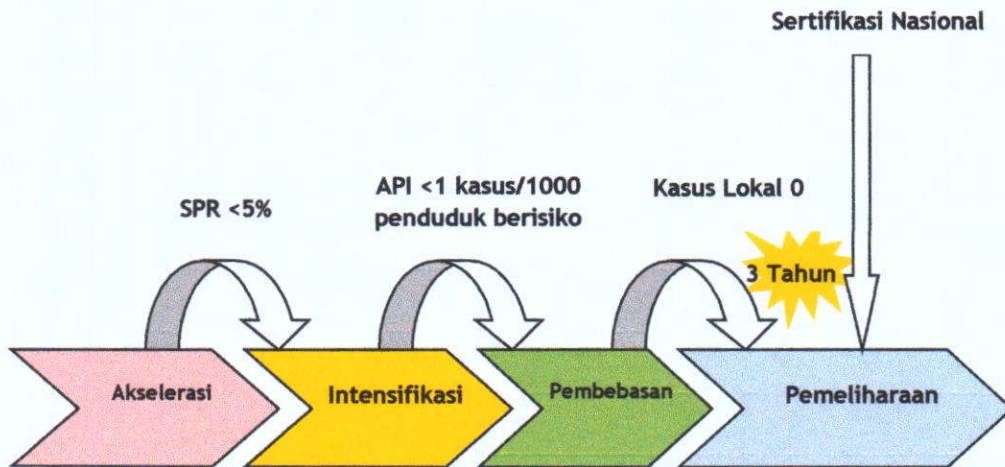 Sertifikasi Nasional
SPR <5%
API <1 kasus/1000
penduduk berisiko
Kasus Lokal 0
3 Tahun
Akselerasi
Intensifikasi
Pembebasan
Pemeliharaan